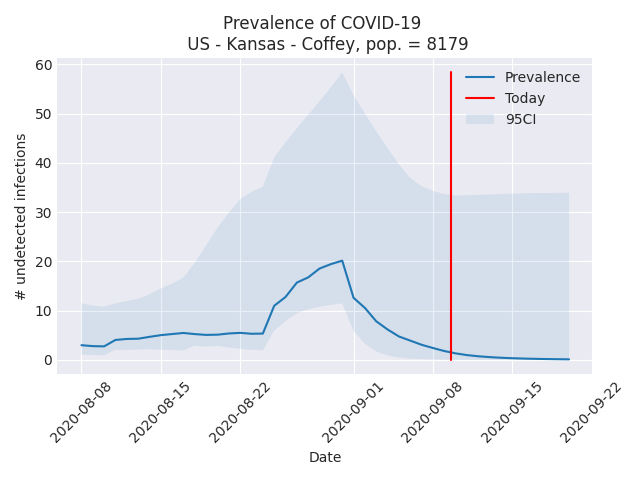 Prevalence of COVID-19
US - Kansas - Coffey, pop. = 8179
Prevalence
Today
95CI
# undetected infections
60
50
40
30
20
10
0
2020-08-08
2020-08-15
2020-08-22
2020-09-01
2020-09-08
2020-09-15
2020-09-22
Date